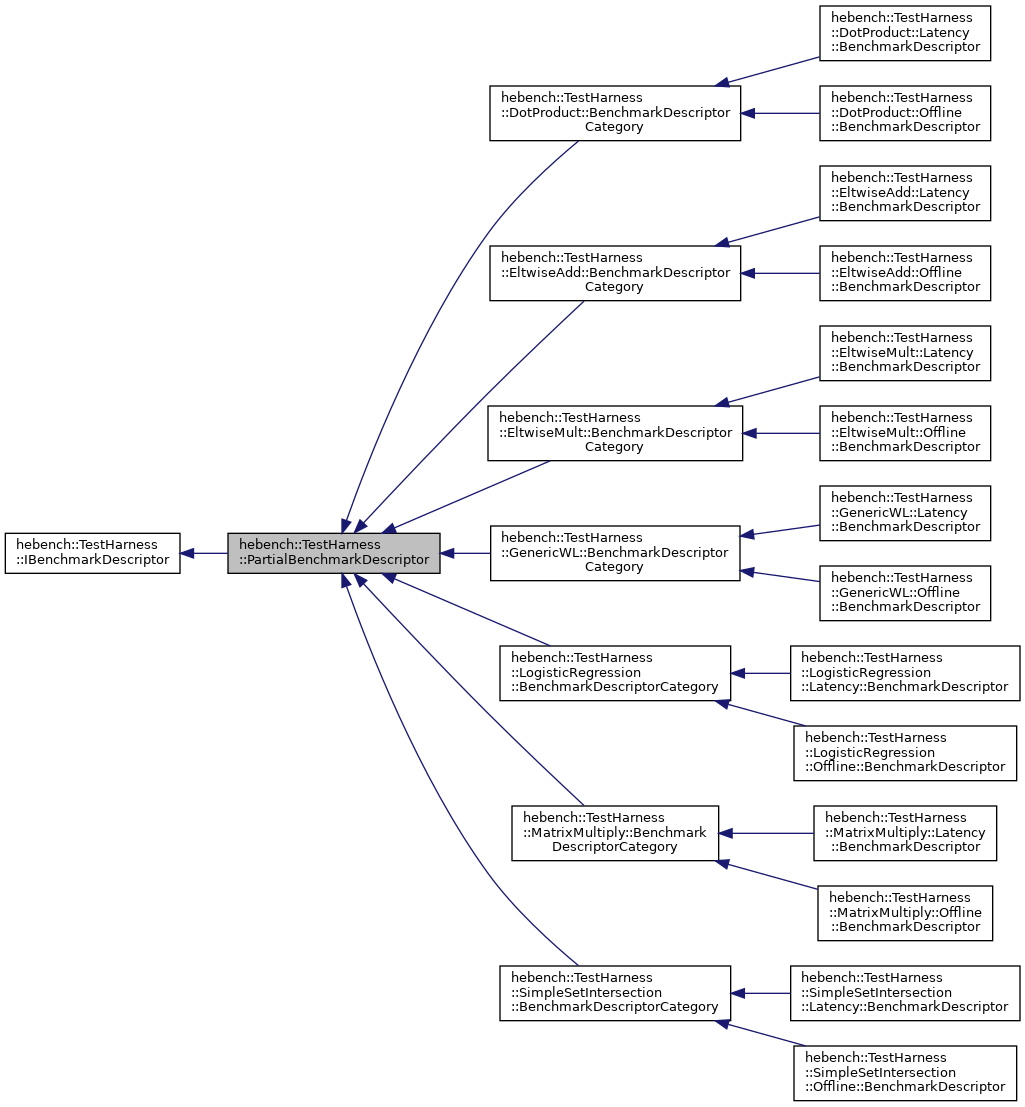 hebench::TestHarness
::DotProduct::Latency
::BenchmarkDescriptor
hebench::TestHarness
::DotProduct::BenchmarkDescriptor
Category
hebench::TestHarness
::DotProduct::Offline
::BenchmarkDescriptor
hebench::TestHarness
::EltwiseAdd::Latency
::BenchmarkDescriptor
hebench::TestHarness
::EltwiseAdd::BenchmarkDescriptor
Category
hebench::TestHarness
::EltwiseAdd::Offline
::BenchmarkDescriptor
hebench::TestHarness
::EltwiseMult::Latency
::BenchmarkDescriptor
hebench::TestHarness
::EltwiseMult::BenchmarkDescriptor
Category
hebench::TestHarness
::EltwiseMult::Offline
::BenchmarkDescriptor
hebench::TestHarness
::GenericWL::Latency
::BenchmarkDescriptor
hebench::TestHarness
::IBenchmarkDescriptor
hebench::TestHarness
::PartialBenchmarkDescriptor
hebench::TestHarness
::GenericWL::BenchmarkDescriptor
Category
hebench::TestHarness
::GenericWL::Offline
::BenchmarkDescriptor
hebench::TestHarness
::LogisticRegression
::BenchmarkDescriptorCategory
hebench::TestHarness
::LogisticRegression
::Latency::BenchmarkDescriptor
hebench::TestHarness
::LogisticRegression
::Offline::BenchmarkDescriptor
hebench::TestHarness
::MatrixMultiply::Benchmark
DescriptorCategory
hebench::TestHarness
::MatrixMultiply::Latency
::BenchmarkDescriptor
hebench::TestHarness
::MatrixMultiply::Offline
::BenchmarkDescriptor
hebench::TestHarness
::SimpleSetIntersection
::BenchmarkDescriptorCategory
hebench::TestHarness
::SimpleSetIntersection
::Latency::BenchmarkDescriptor
hebench::TestHarness
::SimpleSetIntersection
::Offline::BenchmarkDescriptor